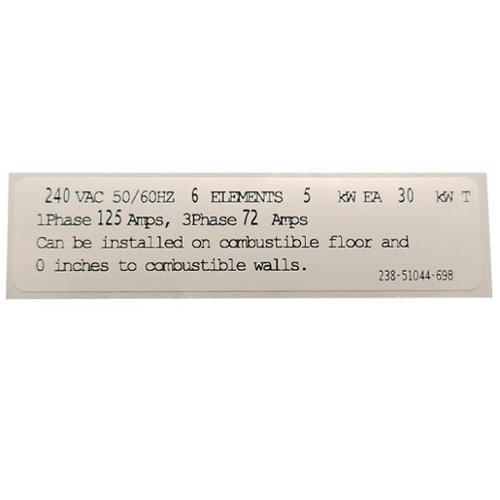 240 VAC 50/60HZ 6 ELEMENTS 5 kW EA 30 kW T
1Phase 125 Amps, 3Phase 72 Amps
Can be installed on combustible floor and
0 inches to combustible walls.
238-51044-69B